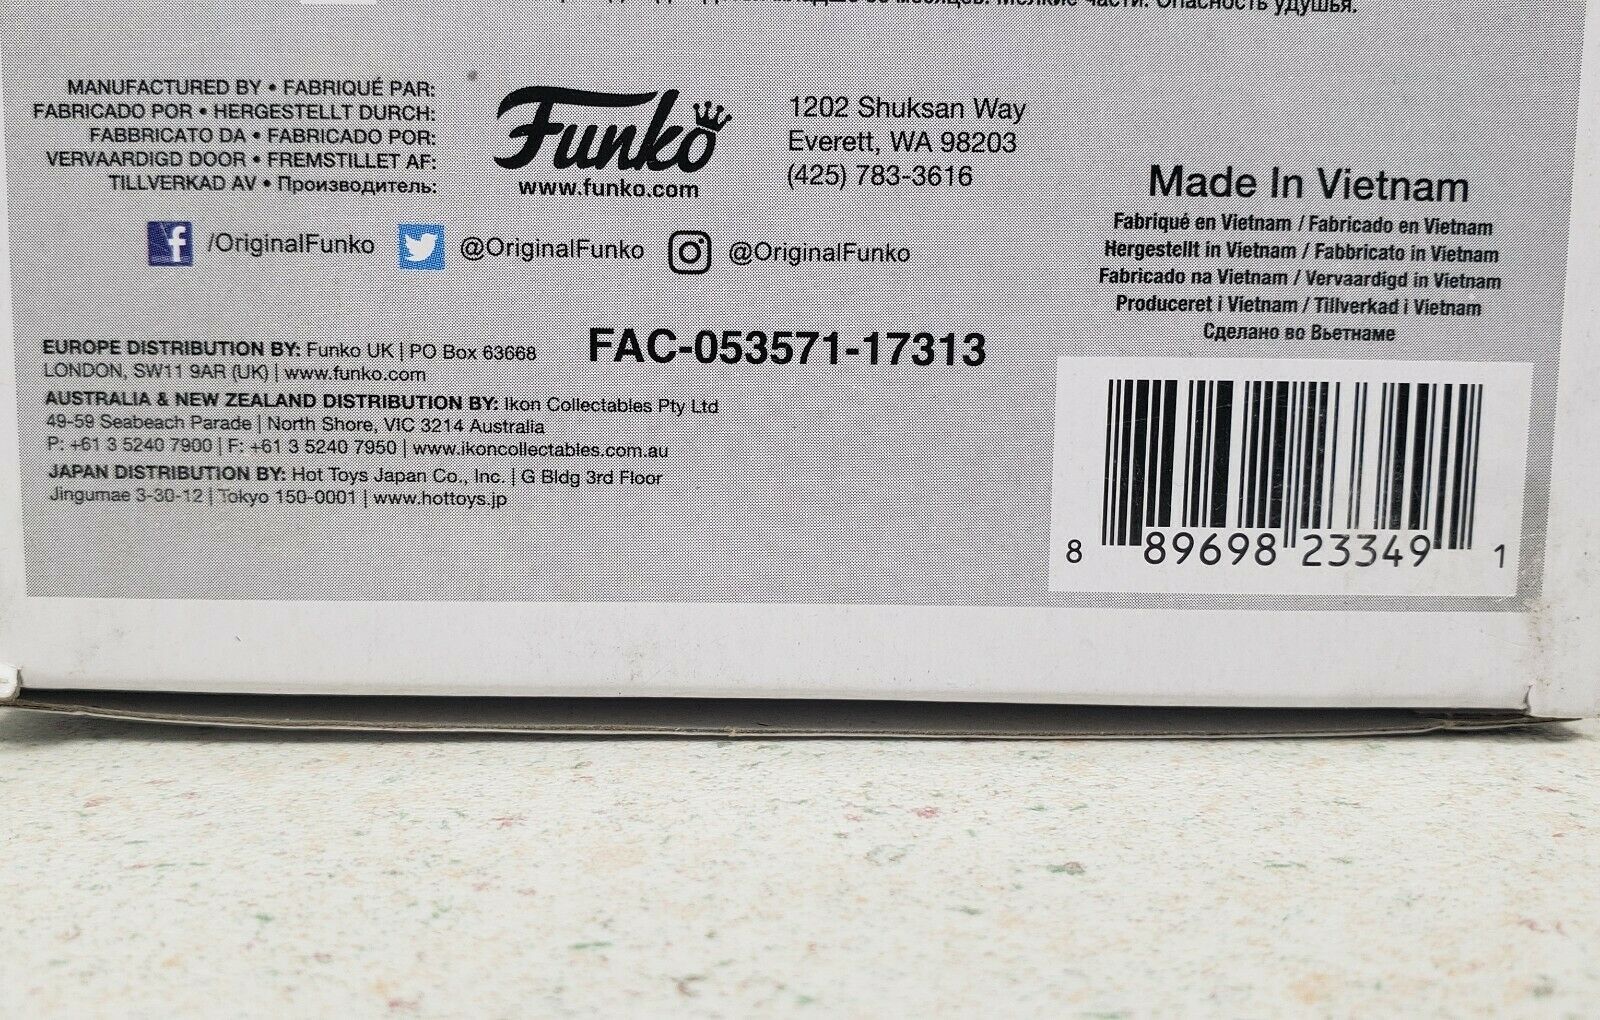 младше 36 месяцев. Мелкие части. Опасность удушья.
MANUFACTURED BY • FABRIQUÉ PAR:
FABRICADO POR • HERGESTELLT DURCH:
FABBRICATO DA • FABRICADO POR:
VERVAARDIGD DOOR • FREMSTILLET AF:
TILLVERKAD AV • Производитель:
Funko
www.funko.com
1202 Shuksan Way
Everett, WA 98203
(425) 783-3616
/OriginalFunko @OriginalFunko @OriginalFunko
Made In Vietnam
Fabriqué en Vietnam / Fabricado en Vietnam
Hergestellt in Vietnam / Fabbricato in Vietnam
Fabricado na Vietnam / Vervaardigd in Vietnam
Produceret i Vietnam / Tillverkad i Vietnam
Сделано во Вьетнаме
FAC-053571-17313
EUROPE DISTRIBUTION BY: Funko UK | PO Box 63668
LONDON, SW11 9AR (UK) | www.funko.com
AUSTRALIA & NEW ZEALAND DISTRIBUTION BY: Ikon Collectables Pty Ltd
49-59 Seabeach Parade | North Shore, VIC 3214 Australia
P: +61 3 5240 7900 | F: +61 3 5240 7950 | www.ikoncollectables.com.au
JAPAN DISTRIBUTION BY: Hot Toys Japan Co., Inc. | G Bldg 3rd Floor
Jingumae 3-30-12 | Tokyo 150-0001 | www.hottoys.jp
8 89698 23349 1